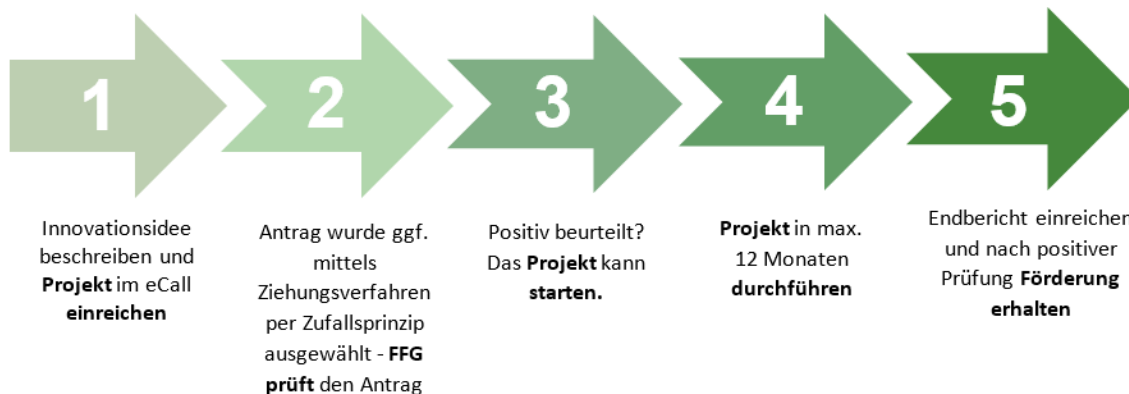 1
Innovationsidee
beschreiben und
Projekt im eCall
einreichen
2
Antrag wurde ggf.
mittels
Ziehungsverfahren
per Zufallsprinzip
ausgewählt - FFG
prüft den Antrag
3
Positiv beurteilt?
Das Projekt kann
starten.
4
Projekt in max.
12 Monaten
durchführen
5
Endbericht einreichen
und nach positiver
Prüfung Förderung
erhalten